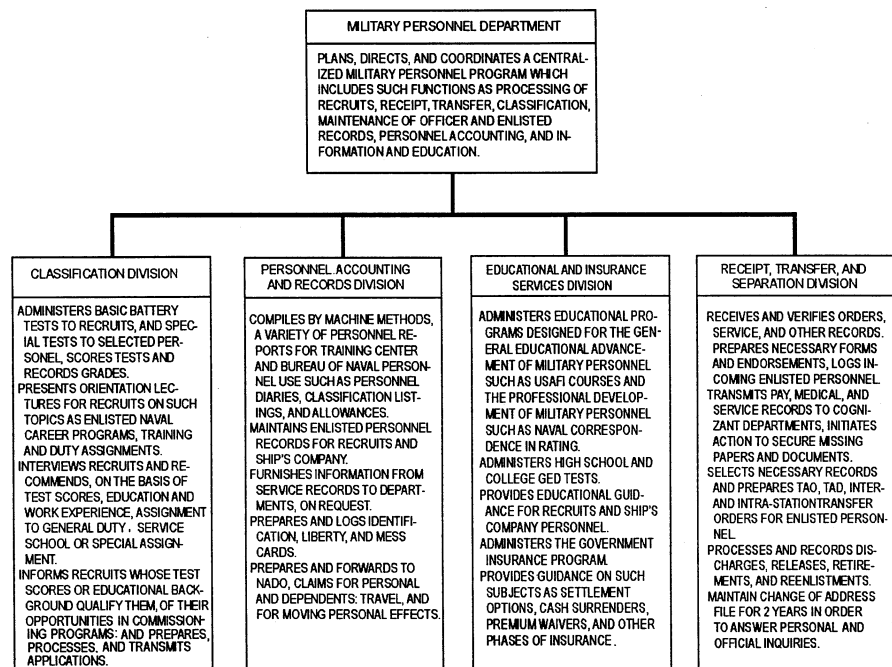 MILITARY PERSONNEL DEPARTMENT
PLANS, DIRECTS, AND COORDINATES A CENTRAL-
IZED MILITARY PERSONNEL PROGRAM WHICH
INCLUDES SUCH FUNCTIONS AS PROCESSING OF
RECRUITS, RECEIPT, TRANSFER, CLASSIFICATION,
MAINTENANCE OF OFFICER AND ENLISTED
RECORDS, PERSONNEL ACCOUNTING, AND IN-
FORMATION AND EDUCATION.
CLASSIFICATION DIVISION
ADMINISTERS BASIC BATTERY
TESTS TO RECRUITS, AND SPEC-
IAL TESTS TO SELECTED PER-
SONEL, SCORES TESTS AND
RECORDS GRADES.
PRESENTS ORIENTATION LEC-
TURES FOR RECRUITS ON SUCH
TOPICS AS ENLISTED NAVAL
CAREER PROGRAMS, TRAINING
AND DUTY ASSIGNMENTS.
INTERVIEWS RECRUITS AND RE-
COMMENDS, ON THE BASIS OF
TEST SCORES, EDUCATION AND
WORK EXPERIENCE, ASSIGNMENT
TO GENERAL DUTY, SERVICE
SCHOOL OR SPECIAL ASSIGN-
MENT.
INFORMS RECRUITS WHOSE TEST
SCORES OR EDUCATIONAL BACK-
GROUND QUALIFY THEM, OF THEIR
OPPORTUNITIES IN COMMISSION-
ING PROGRAMS: AND PREPARES,
PROCESSES, AND TRANSMITS
APPLICATIONS.
PERSONNEL ACCOUNTING
AND RECORDS DIVISION
COMPILES BY MACHINE METHODS,
A VARIETY OF PERSONNEL RE-
PORTS FOR TRAINING CENTER
AND BUREAU OF NAVAL PERSON-
NEL USE SUCH AS PERSONNEL
DIARIES, CLASSIFICATION LIST-
INGS, AND ALLOWANCES.
MAINTAINS ENLISTED PERSONNEL
RECORDS FOR RECRUITS AND
SHIP'S COMPANY.
FURNISHES INFORMATION FROM
SERVICE RECORDS TO DEPART-
MENTS, ON REQUEST.
PREPARES AND LOGS IDENTIFI-
CATION, LIBERTY, AND MESS
CARDS.
PREPARES AND FORWARDS TO
NADO, CLAIMS FOR PERSONAL
AND DEPENDENTS: TRAVEL, AND
FOR MOVING PERSONAL EFFECTS.
EDUCATIONAL AND INSURANCE
SERVICES DIVISION
ADMINISTERS EDUCATIONAL PRO-
GRAMS DESIGNED FOR THE GEN-
ERAL EDUCATIONAL ADVANCE-
MENT OF MILITARY PERSONNEL
SUCH AS USAFI COURSES AND
THE PROFESSIONAL DEVELOP-
MENT OF MILITARY PERSONNEL
SUCH AS NAVAL CORRESPON-
DENCE IN RATING.
ADMINISTERS HIGH SCHOOL AND
COLLEGE GED TESTS.
PROVIDES EDUCATIONAL GUID-
ANCE FOR RECRUITS AND SHIP'S
COMPANY PERSONNEL.
ADMINISTERS THE GOVERNMENT
INSURANCE PROGRAM.
PROVIDES GUIDANCE ON SUCH
SUBJECTS AS SETTLEMENT
OPTIONS, CASH SURRENDERS,
PREMIUM WAIVERS, AND OTHER
PHASES OF INSURANCE.
RECEIPT, TRANSFER, AND
SEPARATION DIVISION
RECEIVES AND VERIFIES ORDERS,
SERVICE, AND OTHER RECORDS.
PREPARES NECESSARY FORMS
AND ENDORSEMENTS, LOGS IN-
COMING ENLISTED PERSONNEL
TRANSMITS PAY, MEDICAL, AND
SERVICE RECORDS TO COGNI-
ZANT DEPARTMENTS, INITIATES
ACTION TO SECURE MISSING
PAPERS AND DOCUMENTS.
SELECTS NECESSARY RECORDS
AND PREPARES TAO, TAD, INTER-
AND INTRA-STATIONTRANSFER
ORDERS FOR ENLISTED PERSON-
NEL
PROCESSES AND RECORDS DIS-
CHARGES, RELEASES, RETIRE-
MENTS, AND REENLISTMENTS.
MAINTAIN CHANGE OF ADDRESS
FILE FOR 2 YEARS IN ORDER
TO ANSWER PERSONAL AND
OFFICIAL INQUIRIES.